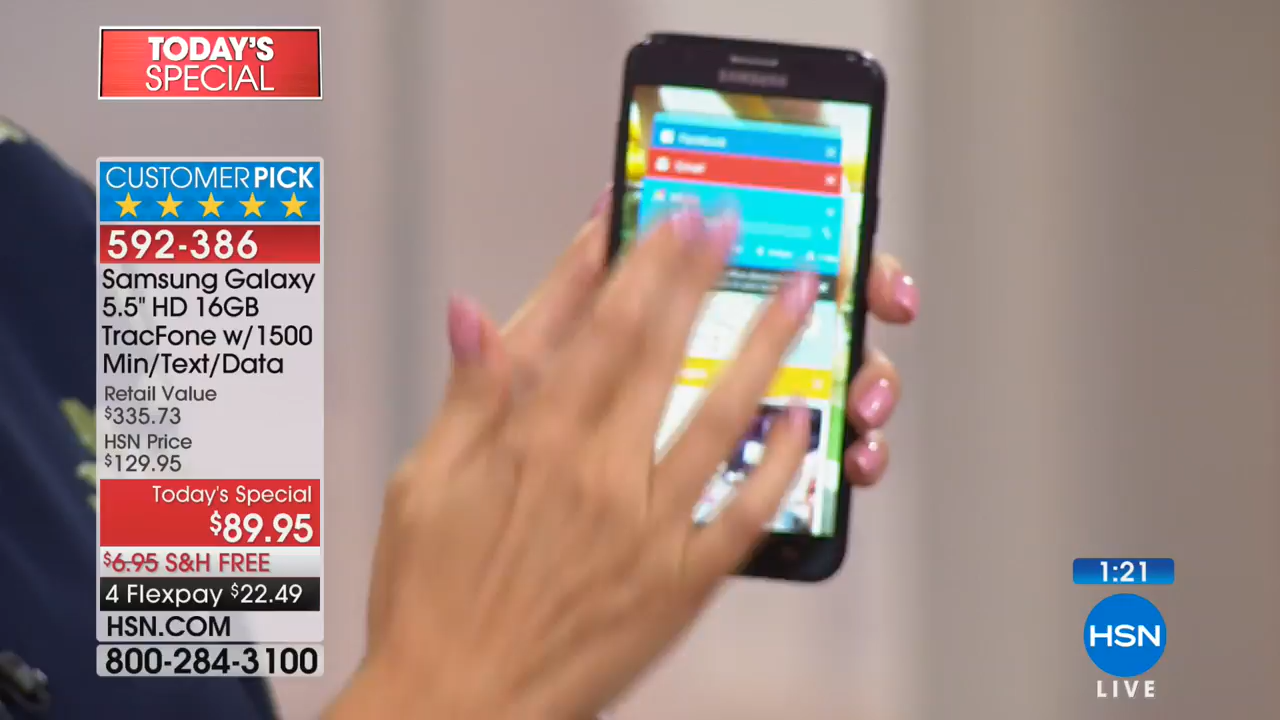 TODAY'S
SPECIAL
CUSTOMER PICK
592-386
Samsung Galaxy
5.5" HD 16GB
TracFone w/1500
Min/Text/Data
Retail Value
$335.73
HSN Price
$129.95
Today's Special
$89.95
$6.95 S&H FREE
4 Flexpay $22.49
HSN.COM
800-284-3100
SAMSUNG
Facebook
Gmail
1:21
HSN
LIVE